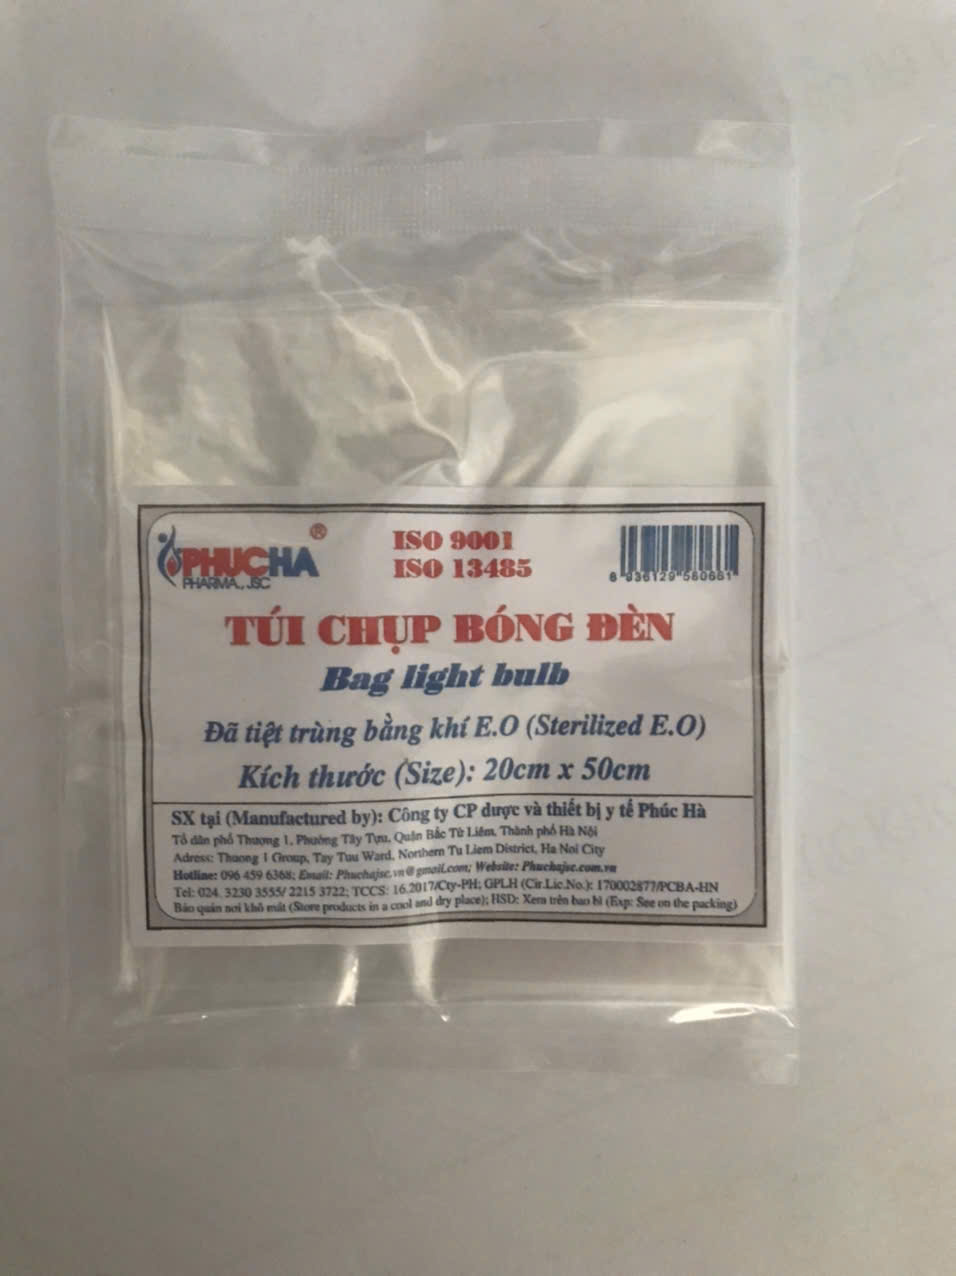 PHUCHA®
PHARMA., JSC
ISO 9001
ISO 13485
8 936129 560661
TÚI CHỤP BÓNG ĐÈN
Bag light bulb
Đã tiệt trùng bằng khí E.O (Sterilized E.O)
Kích thước (Size): 20cm x 50cm
SX tại (Manufactured by): Công ty CP dược và thiết bị y tế Phúc Hà
Tổ dân phố Thượng 1, Phường Tây Tựu, Quận Bắc Từ Liêm, Thành phố Hà Nội
Adress: Thuong 1 Group, Tay Tuu Ward, Northern Tu Liem District, Ha Noi City
Hotline: 096 459 6368; Email: Phuchajsc.vn@gmail.com; Website: Phuchajsc.com.vn
Tel: 024. 3230 3555/ 2215 3722; TCCS: 16.2017/Cty-PH; GPLH (Cir.Lic.No.): 170002877/PCBA-HN
Bảo quản nơi khô mát (Store products in a cool and dry place); HSD: Xem trên bao bì (Exp: See on the packing)